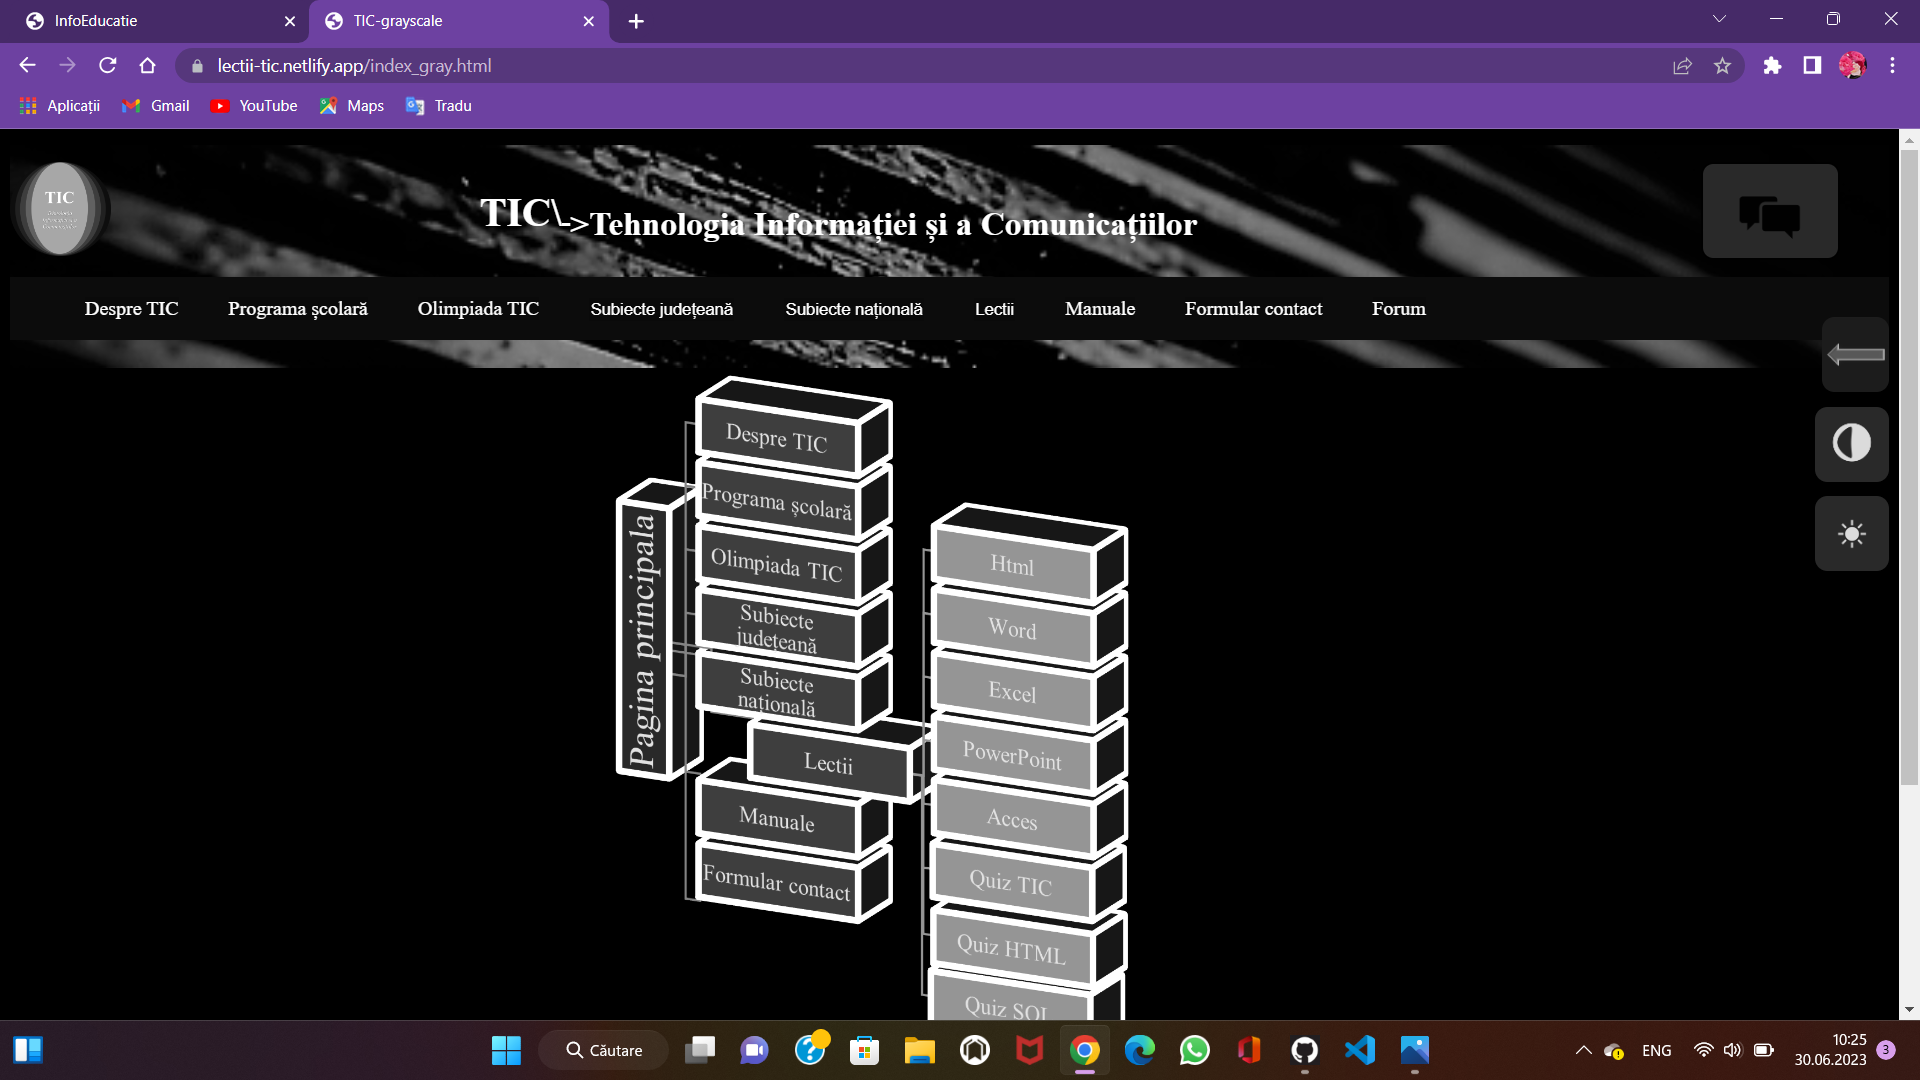 InfoEducatie
TIC-grayscale
lectii-tic.netlify.app/index_gray.html
Aplicații
Gmail
YouTube
Maps
Tradu
TIC
TIC\->Tehnologia Informației și a Comunicațiilor
Despre TIC
Programa școlară
Olimpiada TIC
Subiecte județeană
Subiecte națională
Lectii
Manuale
Formular contact
Forum
Pagina principala
Despre TIC
Programa școlară
Olimpiada TIC
Subiecte
județeană
Subiecte
națională
Lectii
Manuale
Formular contact
Html
Word
Excel
PowerPoint
Acces
Quiz TIC
Quiz HTML
Quiz SQL
Căutare
ENG
10:25
30.06.2023
3